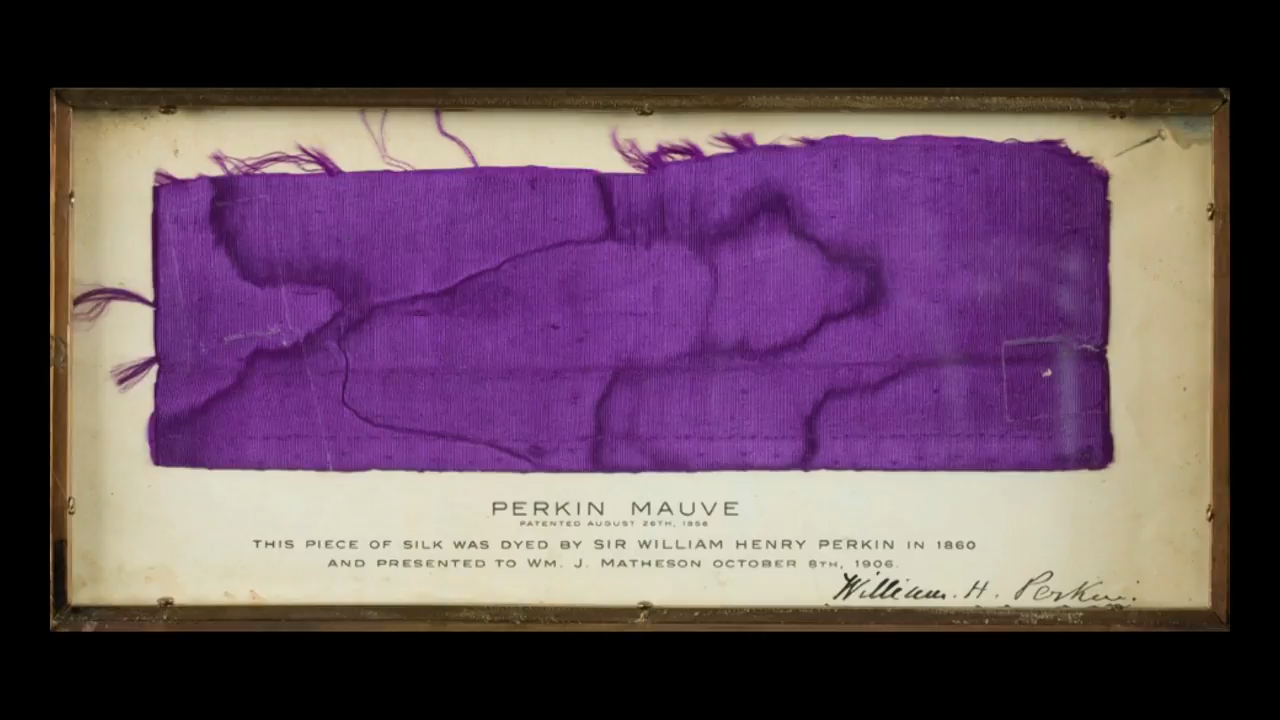 PERKIN MAUVE
PATENTED AUGUST 26TH, 1856
THIS PIECE OF SILK WAS DYED BY SIR WILLIAM HENRY PERKIN IN 1860
AND PRESENTED TO WM. J. MATHESON OCTOBER 8TH, 1906.
William. H. Perkin.